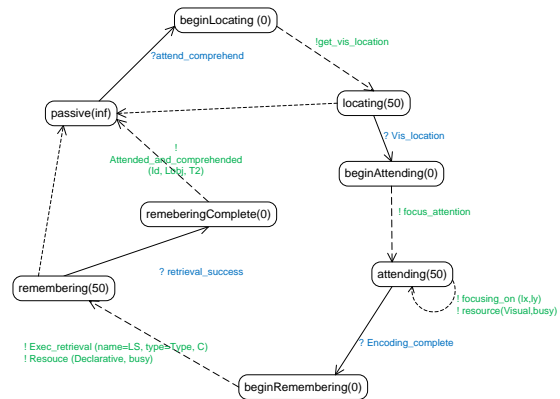 beginLocating (0)
!get_vis_location
?attend_comprehend
passive(inf)
locating(50)
? Vis_location
!
Attended_and_comprehended
(Id, Lobj, T2)
beginAttending(0)
remeberingComplete(0)
! focus_attention
? retrieval_success
attending(50)
remembering(50)
! focusing_on (lx,ly)
! resource(Visual,busy)
? Encoding_complete
! Exec_retrieval (name=LS, type=Type, C)
! Resouce (Declarative, busy)
beginRemembering(0)